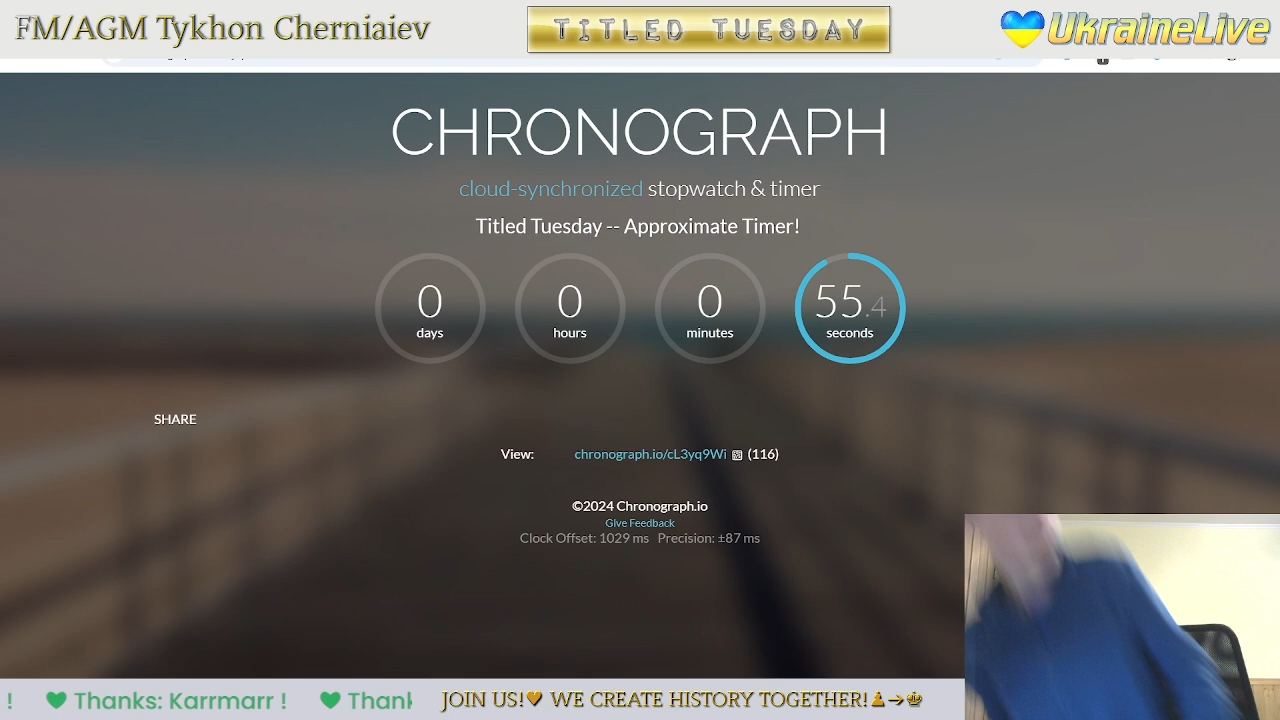 FM/AGM Tykhon Cherniaiev
TITLED TUESDAY
UkraineLive
CHRONOGRAPH
cloud-synchronized stopwatch & timer
Titled Tuesday -- Approximate Timer!
0 0 0 55.4
days hours minutes seconds
SHARE
View: chronograph.io/cL3yq9Wi (116)
©2024 Chronograph.io
Give Feedback
Clock Offset: 1029 ms Precision: ±87 ms
! Thanks: Karrmarr ! Thank
JOIN US! WE CREATE HISTORY TOGETHER!